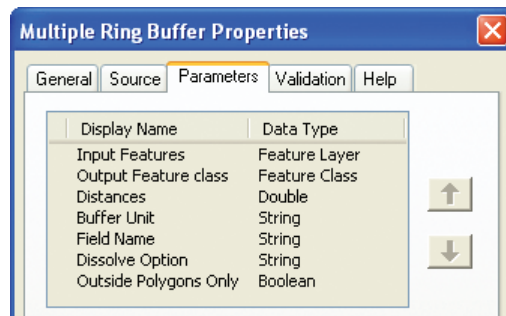 Multiple Ring Buffer Properties
General Source Parameters Validation Help
Display Name Data Type
Input Features Feature Layer
Output Feature class Feature Class
Distances Double
Buffer Unit String
Field Name String
Dissolve Option String
Outside Polygons Only Boolean